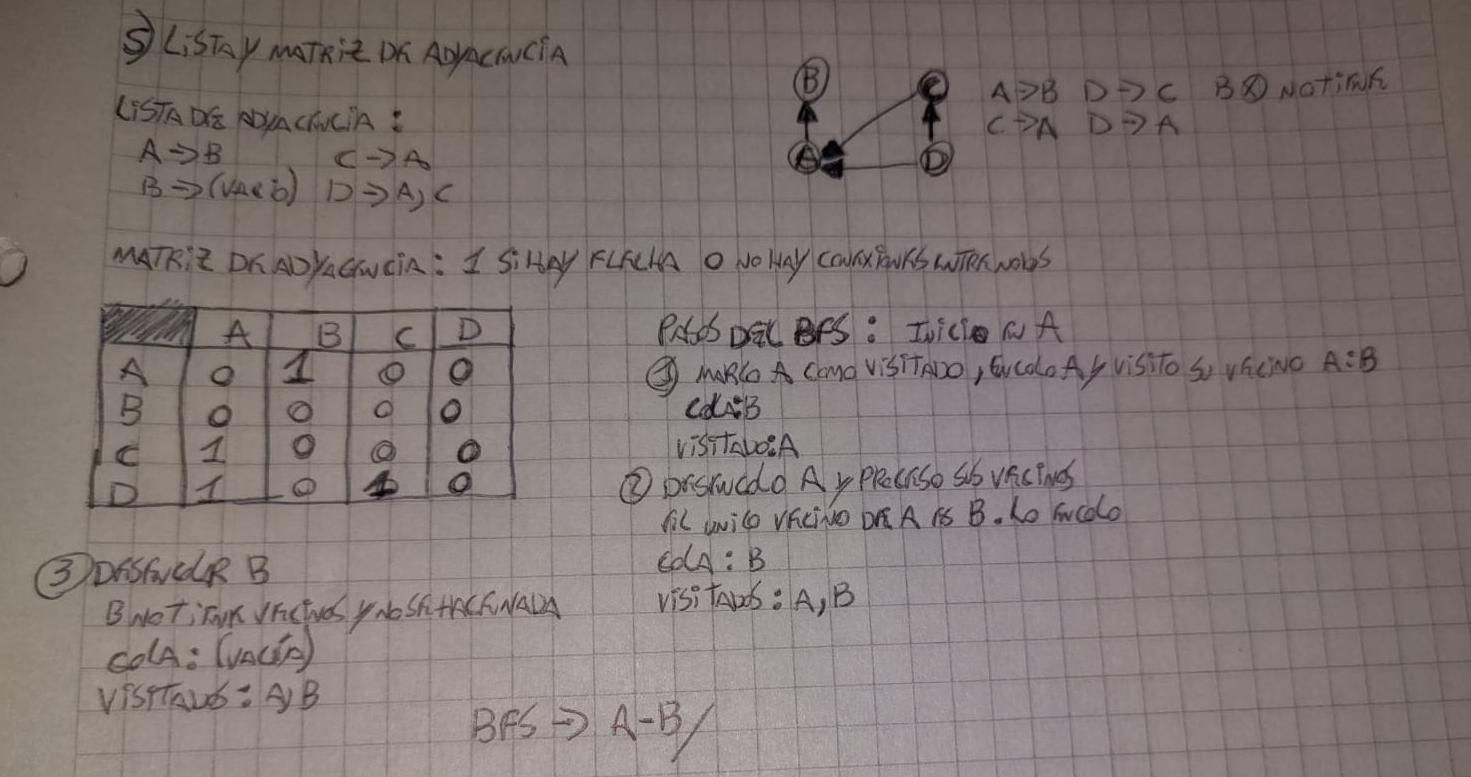 5) LISTA Y MATRIZ DE ADYACENCIA
B C A→B D→C B ⊗ NO TIENE
A D C→A D→A
LISTA DE ADYACENCIA:
A→B C→A
B→(VACIO) D→A,C
MATRIZ DE ADYACENCIA: 1 SI HAY FLECHA 0 NO HAY CONEXIONES ENTRE NODOS
A B C D
A 0 1 0 0
B 0 0 0 0
C 1 0 0 0
D 1 0 1 0
PASOS DEL BFS: INICIO EN A
① MARCO A COMO VISITADO, ENCOLO A Y VISITO SU VECINO A:B
COLA:B
VISITADO:A
② DESENCOLO A Y PROCESO SUS VECINOS
EL UNICO VECINO DE A ES B. LO ENCOLO
COLA: B
VISITADOS: A,B
③ DESENCOLAR B
B NO TIENE VECINOS Y NO SE HACE NADA
COLA: (VACÍA)
VISITADOS: A,B
BFS → A-B/